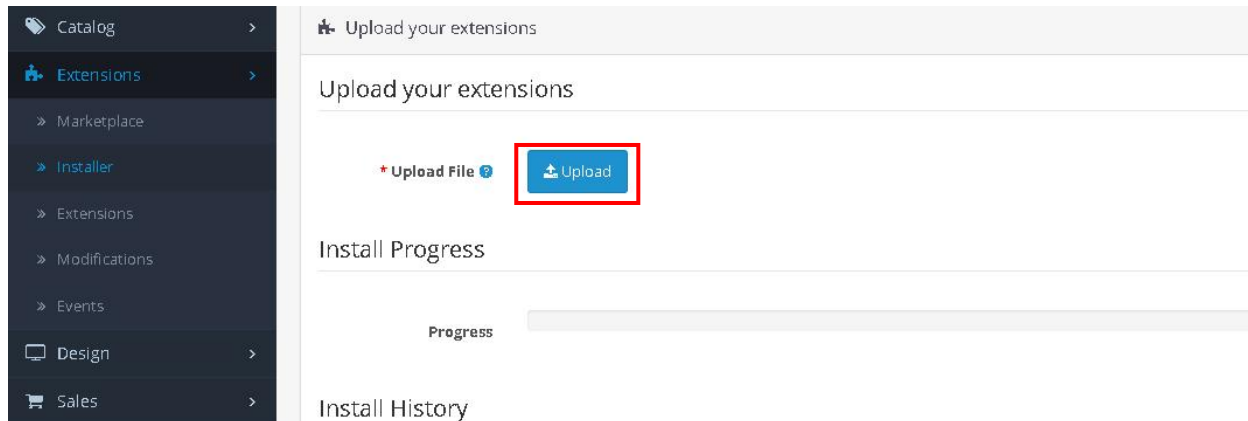 Catalog
Extensions
Marketplace
Installer
Extensions
Modifications
Events
Design
Sales
Upload your extensions
Upload your extensions
* Upload File
Upload
Install Progress
Progress
Install History